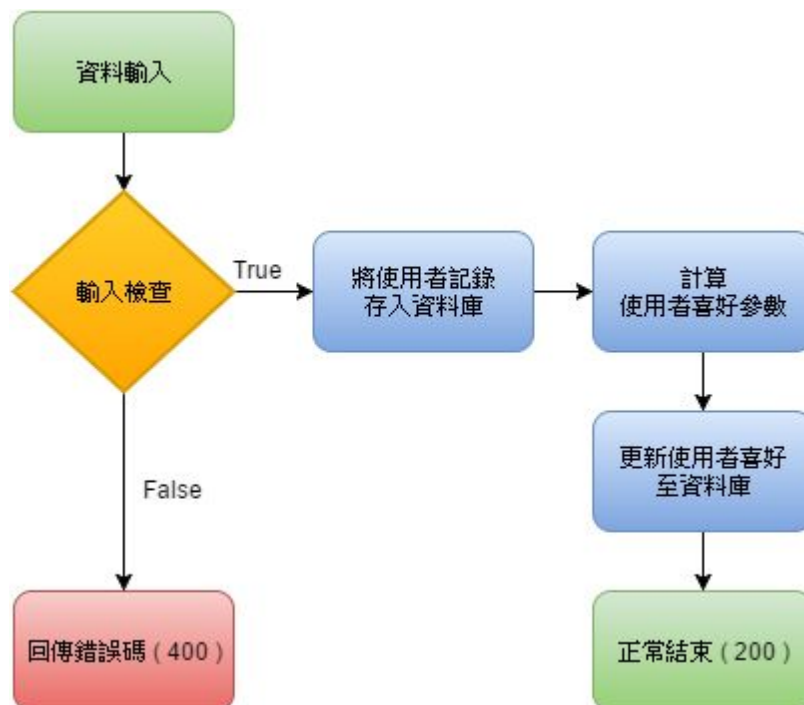 資料輸入
輸入檢查
True
將使用者記錄
存入資料庫
計算
使用者喜好參數
更新使用者喜好
至資料庫
False
回傳錯誤碼（400）
正常結束（200）